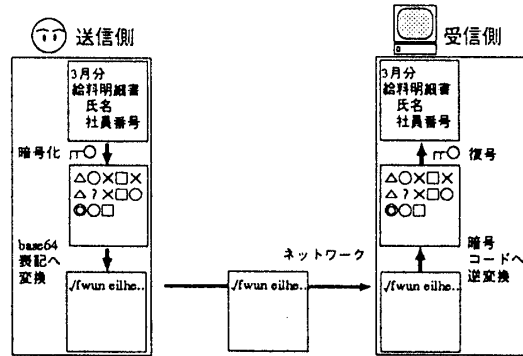 送信側
3月分
給料明細書
氏名
社員番号
暗号化
△○×□×
△?×□○
◎○□
base64
表記へ
変換
./fwun eilhe..
ネットワーク
./fwun eilhe..
受信側
3月分
給料明細書
氏名
社員番号
復号
△○×□×
△?×□○
◎○□
暗号
コードへ
逆変換
./fwun eilhe..